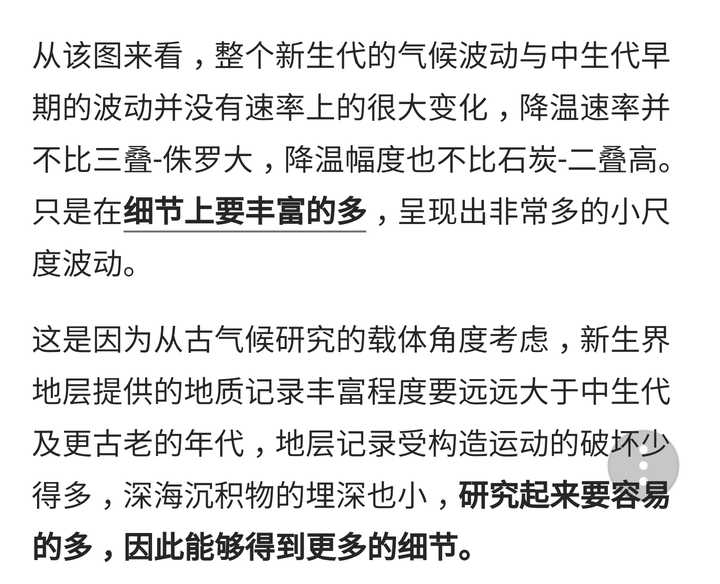 从该图来看，整个新生代的气候波动与中生代早
期的波动并没有速率上的很大变化，降温速率并
不比三叠-侏罗大，降温幅度也不比石炭-二叠高。
只是在细节上要丰富的多，呈现出非常多的小尺
度波动。
这是因为从古气候研究的载体角度考虑，新生界
地层提供的地质记录丰富程度要远远大于中生代
及更古老的年代，地层记录受构造运动的破坏少
得多，深海沉积物的埋深也小，研究起来要容易
的多，因此能够得到更多的细节。